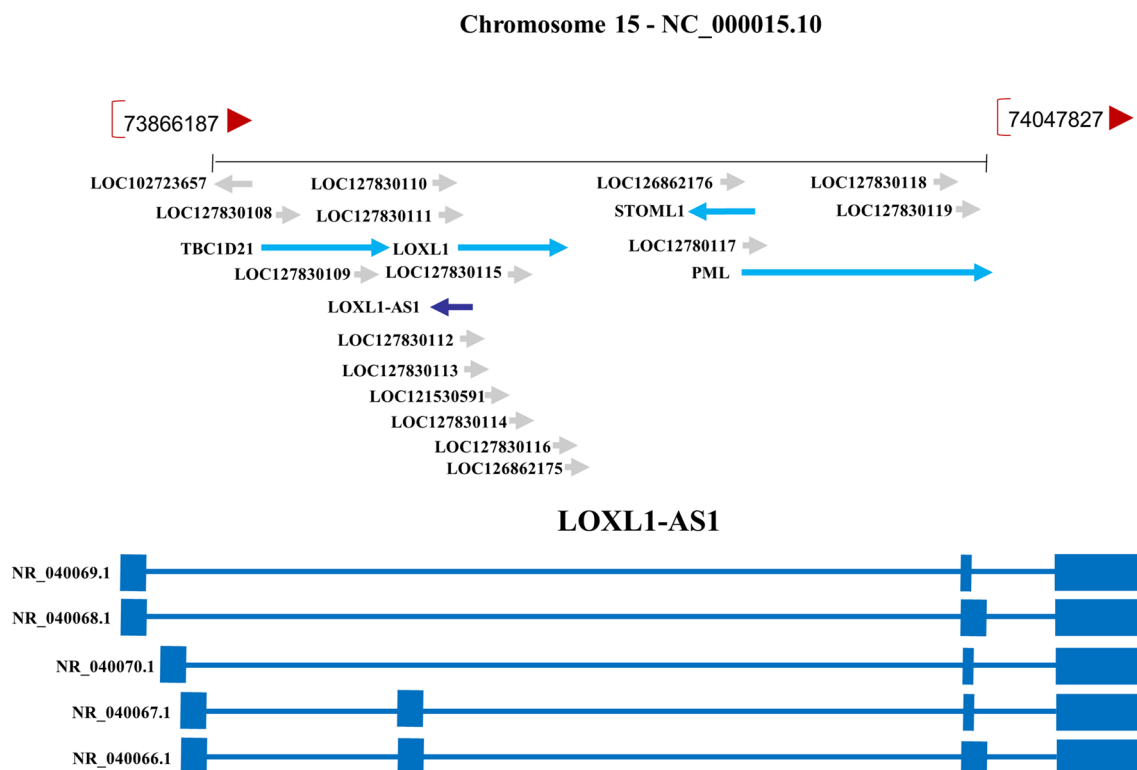 Chromosome 15 - NC_000015.10
73866187
74047827
LOC102723657
LOC127830110
LOC126862176
LOC127830118
LOC127830108
LOC127830111
STOML1
LOC127830119
TBC1D21
LOXL1
LOC12780117
LOC127830109
LOC127830115
PML
LOXL1-AS1
LOC127830112
LOC127830113
LOC121530591
LOC127830114
LOC127830116
LOC126862175
LOXL1-AS1
NR_040069.1
NR_040068.1
NR_040070.1
NR_040067.1
NR_040066.1